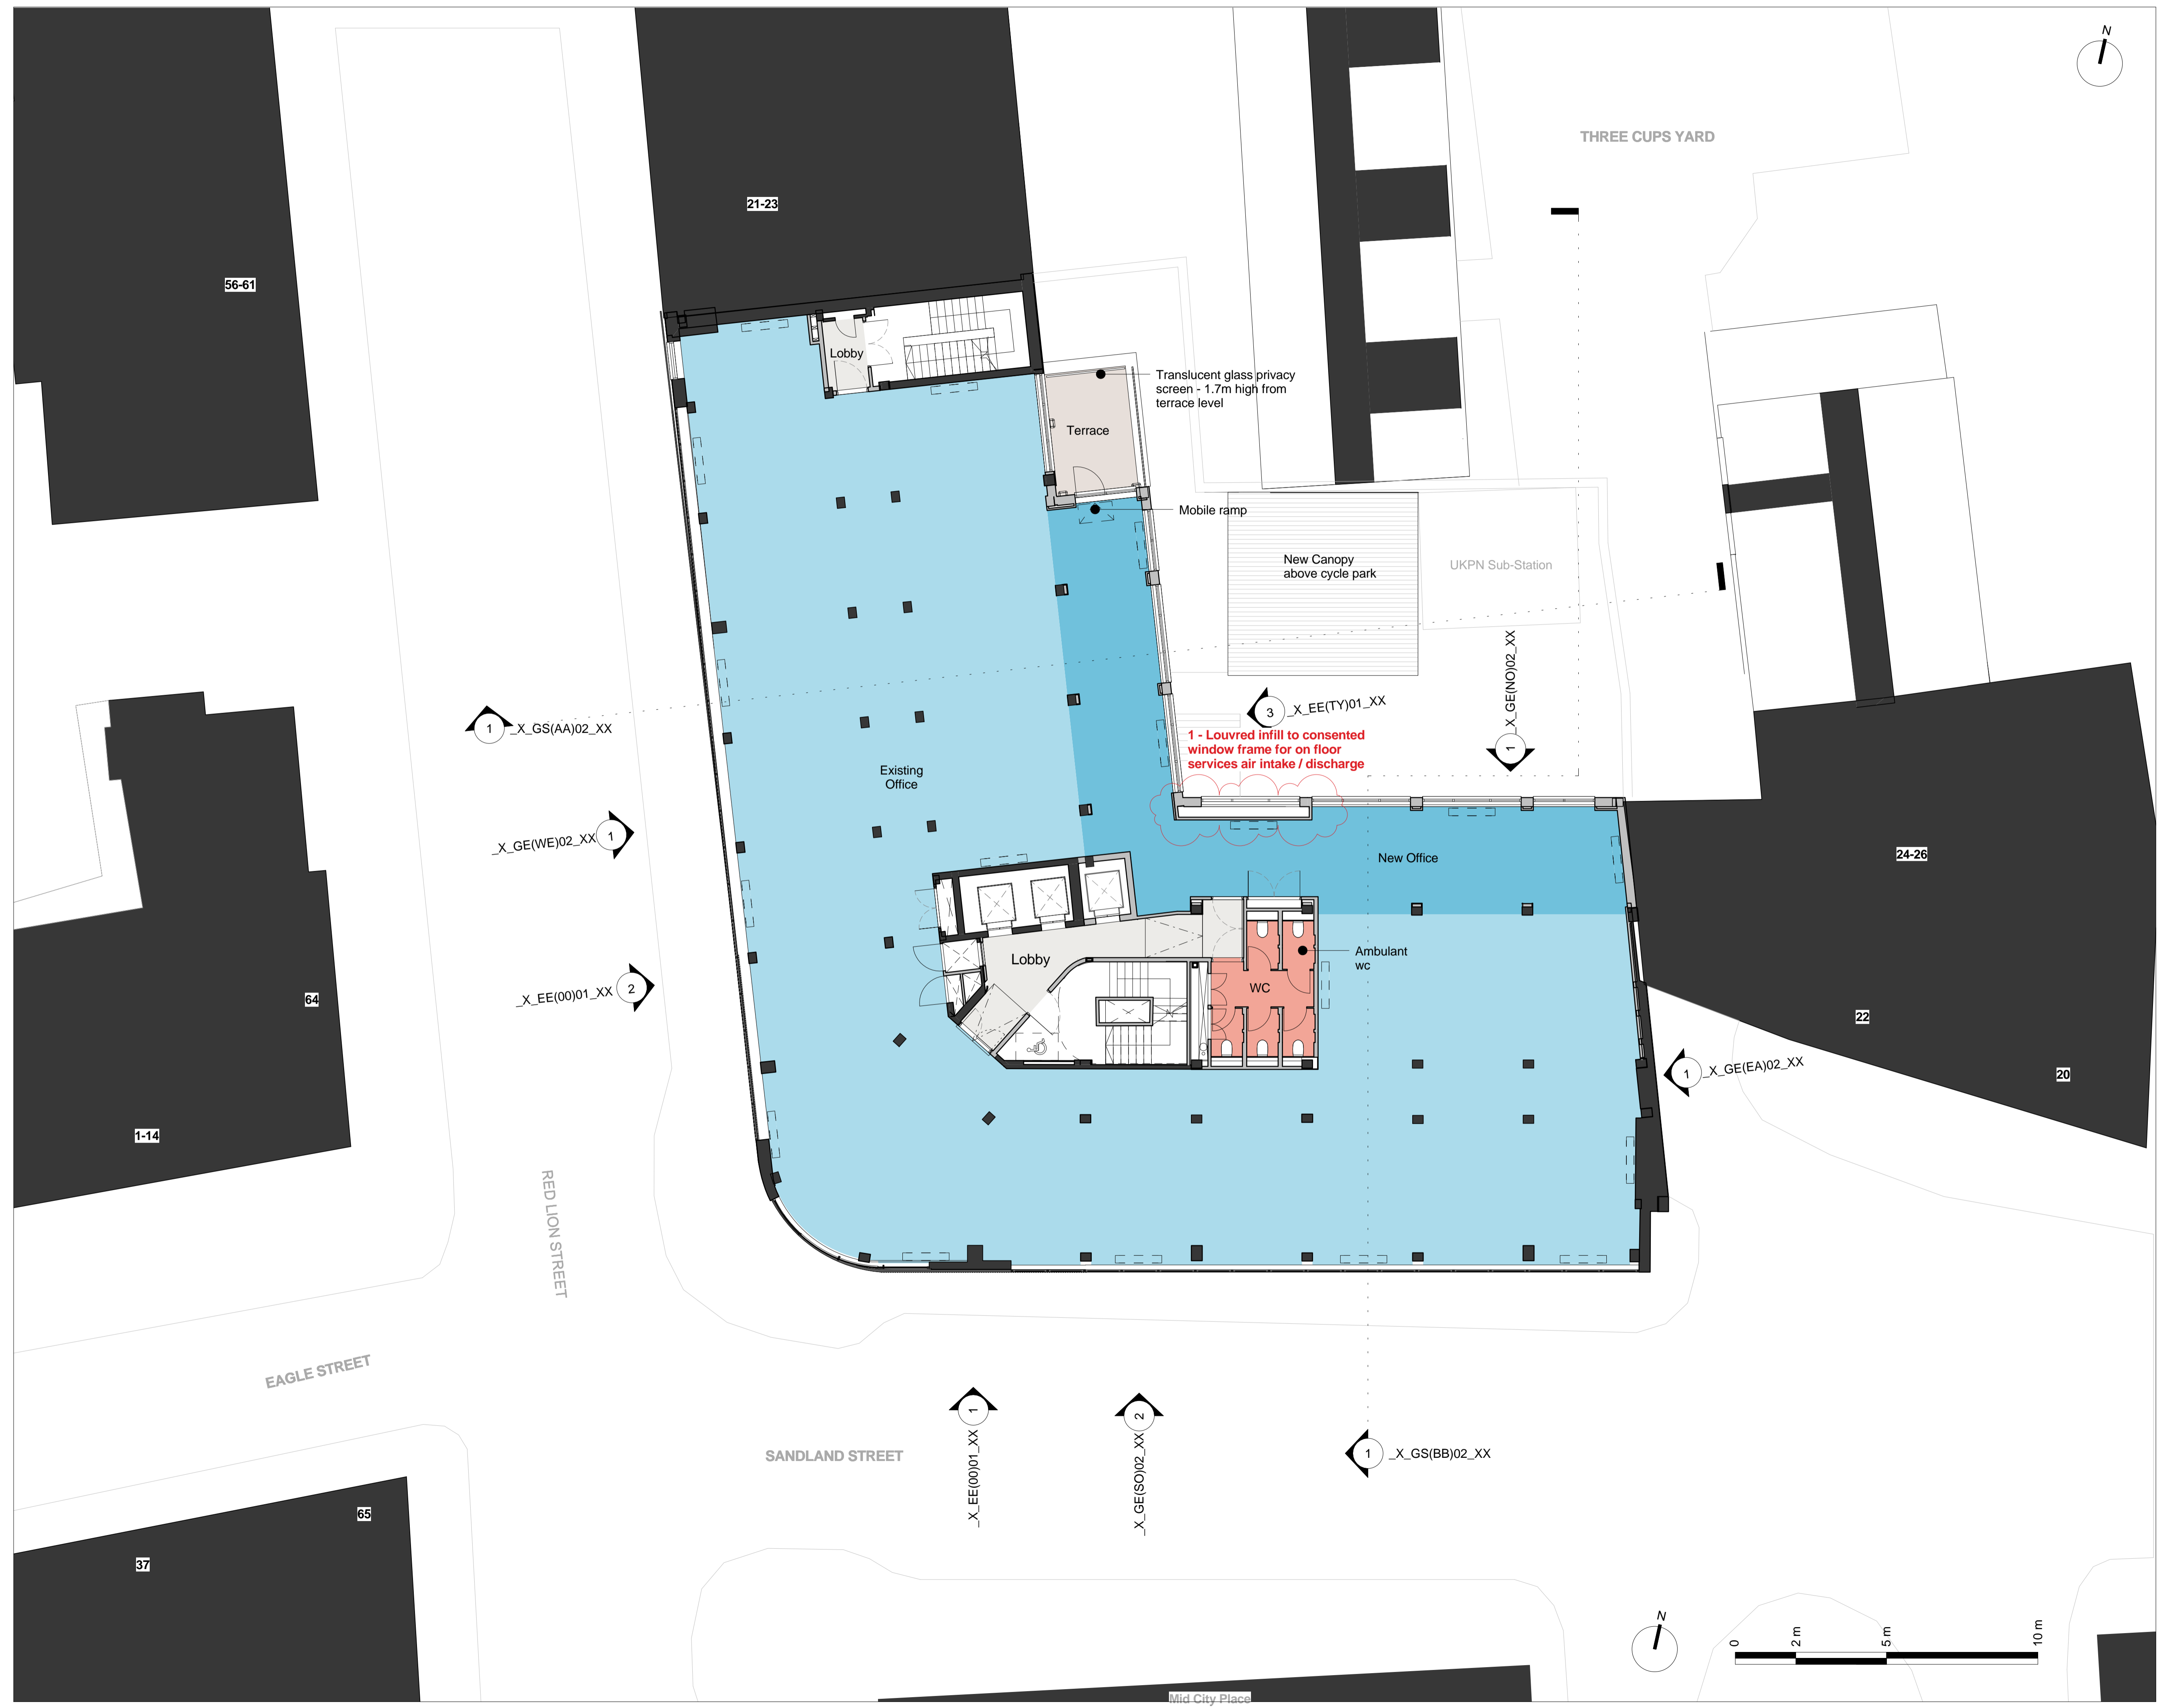 N
THREE CUPS YARD
21-23
56-61
Lobby
Translucent glass privacy
screen - 1.7m high from
terrace level
Terrace
Mobile ramp
New Canopy
above cycle park
UKPN Sub-Station
1
_X_GE(NO)02_XX
3
_X_EE(TY)01_XX
1
_X_GS(AA)02_XX
1 - Louvred infill to consented
window frame for on floor
services air intake / discharge
Existing
Office
_X_GE(WE)02_XX
1
New Office
24-26
Ambulant
wc
Lobby
WC
_X_EE(00)01_XX
2
64
22
1
_X_GE(EA)02_XX
20
1-14
RED LION STREET
EAGLE STREET
SANDLAND STREET
1
_X_EE(00)01_XX
2
_X_GE(SO)02_XX
1
_X_GS(BB)02_XX
65
37
N
0
2 m
5 m
10 m
Mid City Place